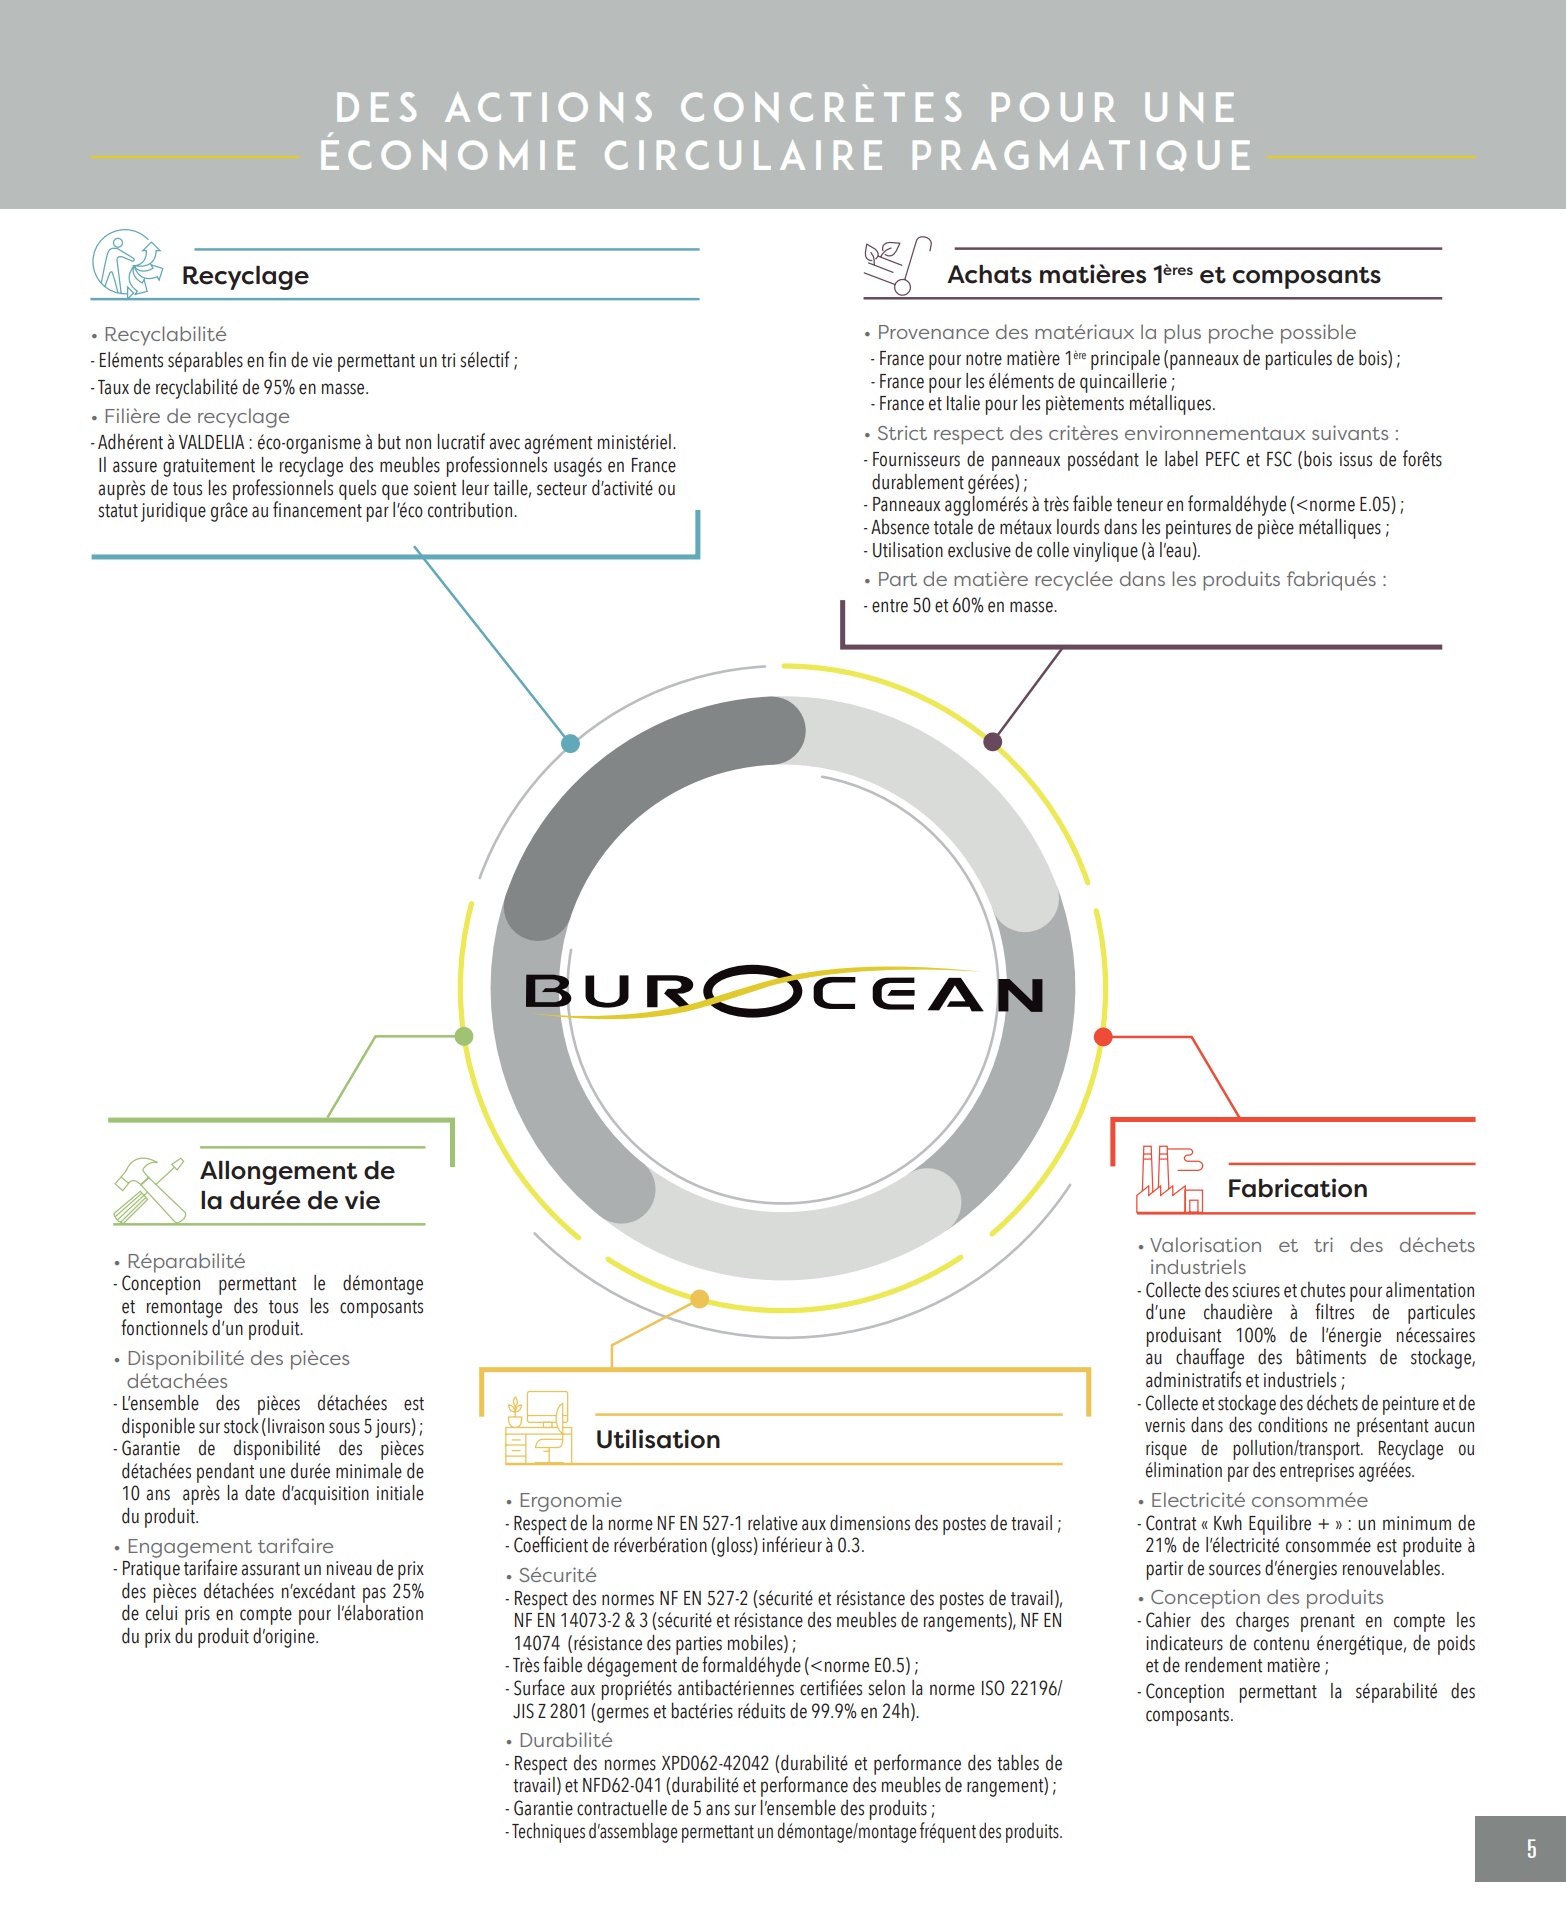 DES ACTIONS CONCRÈTES POUR UNE
ÉCONOMIE CIRCULAIRE PRAGMATIQUE
Recyclage
• Recyclabilité
- Eléments séparables en fin de vie permettant un tri sélectif ;
- Taux de recyclabilité de 95% en masse.
• Filière de recyclage
- Adhérent à VALDELIA : éco-organisme à but non lucratif avec agrément ministériel.
Il assure gratuitement le recyclage des meubles professionnels usagés en France
auprès de tous les professionnels quels que soient leur taille, secteur d'activité ou
statut juridique grâce au financement par l'éco contribution.
Achats matières 1ères et composants
• Provenance des matériaux la plus proche possible
- France pour notre matière 1ère principale (panneaux de particules de bois) ;
- France pour les éléments de quincaillerie ;
- France et Italie pour les piètements métalliques.
• Strict respect des critères environnementaux suivants :
- Fournisseurs de panneaux possédant le label PEFC et FSC (bois issus de forêts
durablement gérées) ;
- Panneaux agglomérés à très faible teneur en formaldéhyde (<norme E.05) ;
- Absence totale de métaux lourds dans les peintures de pièce métalliques ;
- Utilisation exclusive de colle vinylique (à l'eau).
• Part de matière recyclée dans les produits fabriqués :
- entre 50 et 60% en masse.
BUROCEAN
Allongement de
la durée de vie
• Réparabilité
- Conception permettant le démontage
et remontage des tous les composants
fonctionnels d'un produit.
• Disponibilité des pièces
détachées
- L'ensemble des pièces détachées est
disponible sur stock (livraison sous 5 jours) ;
- Garantie de disponibilité des pièces
détachées pendant une durée minimale de
10 ans après la date d'acquisition initiale
du produit.
• Engagement tarifaire
- Pratique tarifaire assurant un niveau de prix
des pièces détachées n'excédant pas 25%
de celui pris en compte pour l'élaboration
du prix du produit d'origine.
Utilisation
• Ergonomie
- Respect de la norme NF EN 527-1 relative aux dimensions des postes de travail ;
- Coefficient de réverbération (gloss) inférieur à 0.3.
• Sécurité
- Respect des normes NF EN 527-2 (sécurité et résistance des postes de travail),
NF EN 14073-2 & 3 (sécurité et résistance des meubles de rangements), NF EN
14074 (résistance des parties mobiles) ;
- Très faible dégagement de formaldéhyde (<norme E0.5) ;
- Surface aux propriétés antibactériennes certifiées selon la norme ISO 22196/
JIS Z 2801 (germes et bactéries réduits de 99.9% en 24h).
• Durabilité
- Respect des normes XPD062-42042 (durabilité et performance des tables de
travail) et NFD62-041 (durabilité et performance des meubles de rangement) ;
- Garantie contractuelle de 5 ans sur l'ensemble des produits ;
- Techniques d'assemblage permettant un démontage/montage fréquent des produits.
Fabrication
• Valorisation et tri des déchets
industriels
- Collecte des sciures et chutes pour alimentation
d'une chaudière à filtres de particules
produisant 100% de l'énergie nécessaires
au chauffage des bâtiments de stockage,
administratifs et industriels ;
- Collecte et stockage des déchets de peinture et de
vernis dans des conditions ne présentant aucun
risque de pollution/transport. Recyclage ou
élimination par des entreprises agréées.
• Electricité consommée
- Contrat « Kwh Equilibre + » : un minimum de
21% de l'électricité consommée est produite à
partir de sources d'énergies renouvelables.
• Conception des produits
- Cahier des charges prenant en compte les
indicateurs de contenu énergétique, de poids
et de rendement matière ;
- Conception permettant la séparabilité des
composants.
5